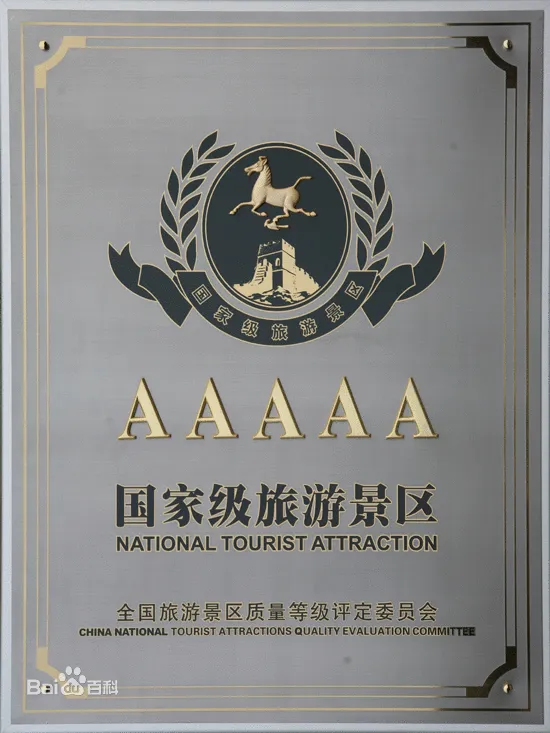 国家级旅游景区
AAAAA
国家级旅游景区
NATIONAL TOURIST ATTRACTION
全国旅游景区质量等级评定委员会
CHINA NATIONAL TOURIST ATTRACTIONS QUALITY EVALUATION COMMITTEE
Baidu百科